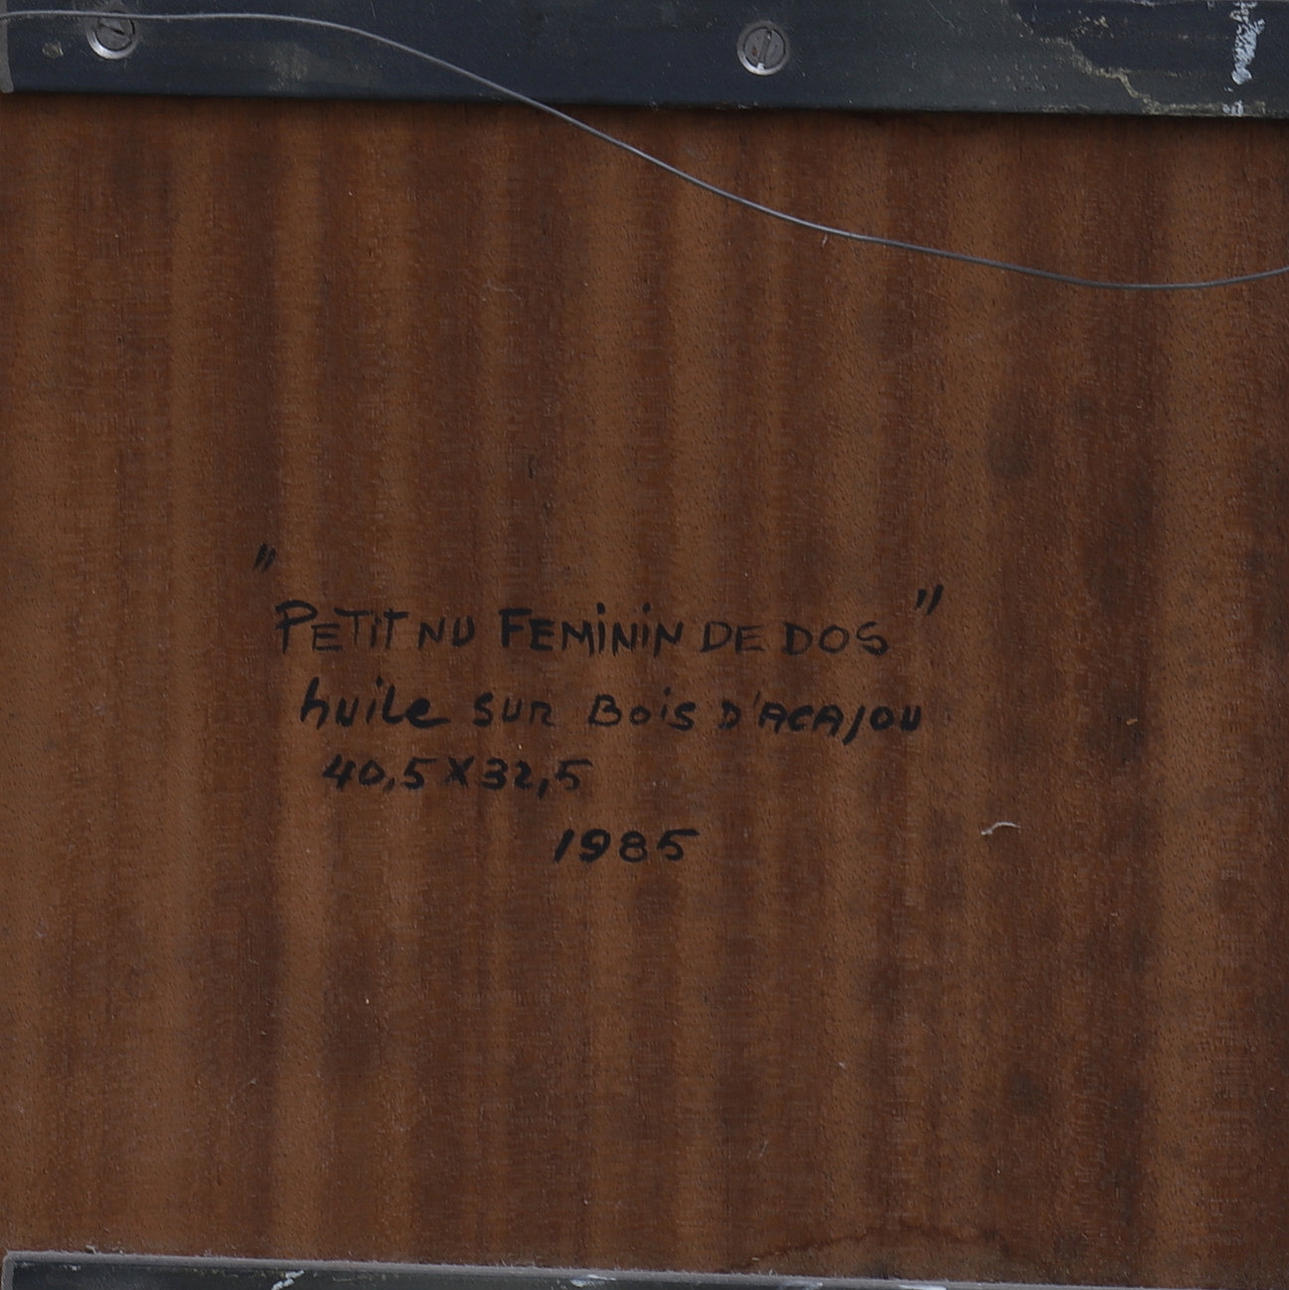 "PETIT NU FEMININ DE DOS"
huile sur Bois D'ACAJOU
40,5 X 32,5
1985